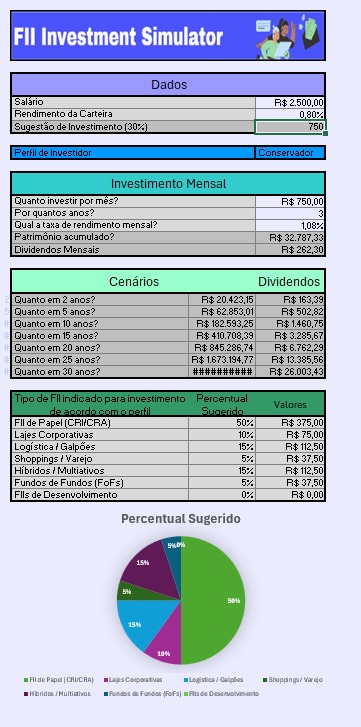 FII Investment Simulator
Dados
Salário R$ 2.500,00
Rendimento da Carteira 0,80%
Sugestão de Investimento (30%) 750
Perfil de Investidor Conservador
Investimento Mensal
Quanto investir por mês? R$ 750,00
Por quantos anos? 3
Qual a taxa de rendimento mensal? 1,08%
Patrimônio acumulado? R$ 32.787,33
Dividendos Mensais R$ 262,30
Cenários Dividendos
Quanto em 2 anos? R$ 20.423,15 R$ 163,39
Quanto em 5 anos? R$ 62.853,01 R$ 502,82
Quanto em 10 anos? R$ 182.593,25 R$ 1.460,75
Quanto em 15 anos? R$ 410.708,39 R$ 3.285,67
Quanto em 20 anos? R$ 845.286,74 R$ 6.762,29
Quanto em 25 anos? R$ 1.673.194,77 R$ 13.385,56
Quanto em 30 anos? ########## R$ 26.003,43
Tipo de FII indicado para investimento Percentual Valores
de acordo com o perfil Sugerido
FII de Papel (CRI/CRA) 50% R$ 375,00
Lajes Corporativas 10% R$ 75,00
Logística / Galpões 15% R$ 112,50
Shoppings / Varejo 5% R$ 37,50
Híbridos / Multiativos 15% R$ 112,50
Fundos de Fundos (FoFs) 5% R$ 37,50
FIIs de Desenvolvimento 0% R$ 0,00
Percentual Sugerido
5% 0%
15%
5%
50%
15%
10%
FII de Papel (CRI/CRA) Lajes Corporativas Logística / Galpões Shoppings / Varejo
Híbridos / Multiativos Fundos de Fundos (FoFs) FIIs de Desenvolvimento